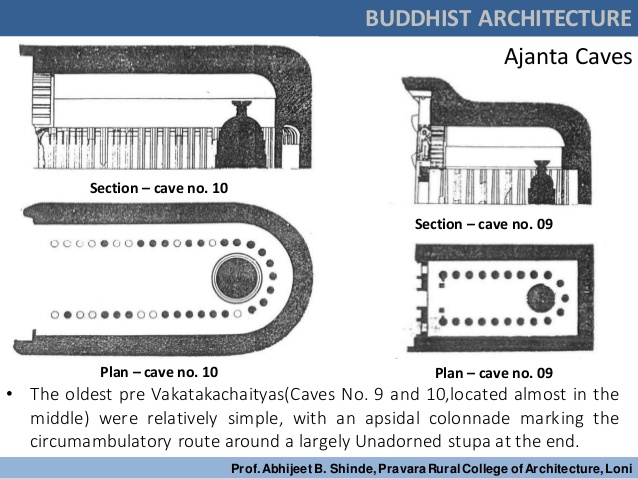 BUDDHIST ARCHITECTURE
Ajanta Caves
Section – cave no. 10
Section – cave no. 09
Plan – cave no. 10
Plan – cave no. 09
• The oldest pre Vakatakachaityas(Caves No. 9 and 10,located almost in the
middle) were relatively simple, with an apsidal colonnade marking the
circumambulatory route around a largely Unadorned stupa at the end.
Prof. Abhijeet B. Shinde, Pravara Rural College of Architecture, Loni